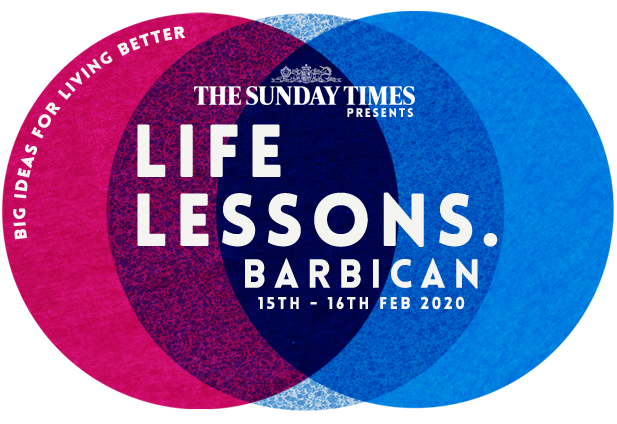 BIG IDEAS FOR LIVING BETTER
THE SUNDAY TIMES
PRESENTS
LIFE
LESSONS.
BARBICAN
15TH – 16TH FEB 2020